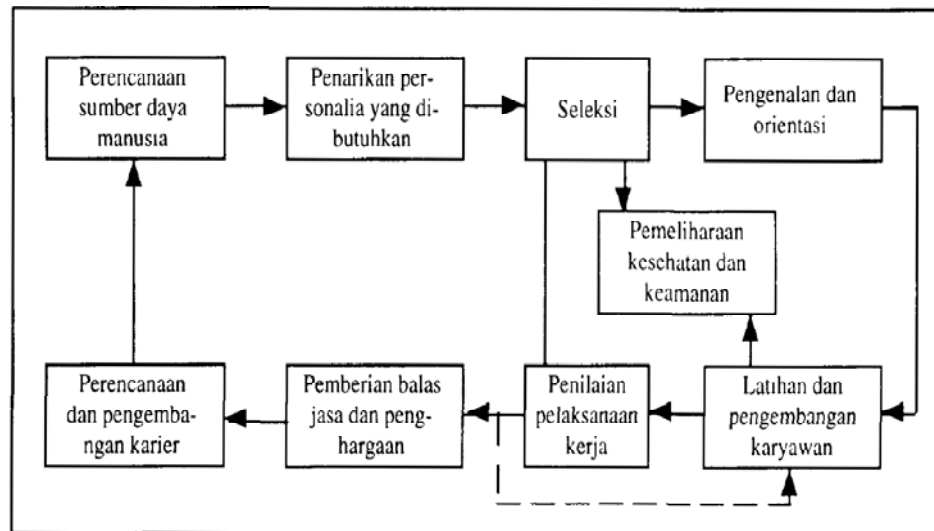 Perencanaan
sumber daya
manusia
Penarikan per-
sonalia yang di-
butuhkan
Seleksi
Pengenalan dan
orientasi
Pemeliharaan
kesehatan dan
keamanan
Perencanaan
dan pengemba-
ngan karier
Pemberian balas
jasa dan peng-
hargaan
Penilaian
pelaksanaan
kerja
Latihan dan
pengembangan
karyawan